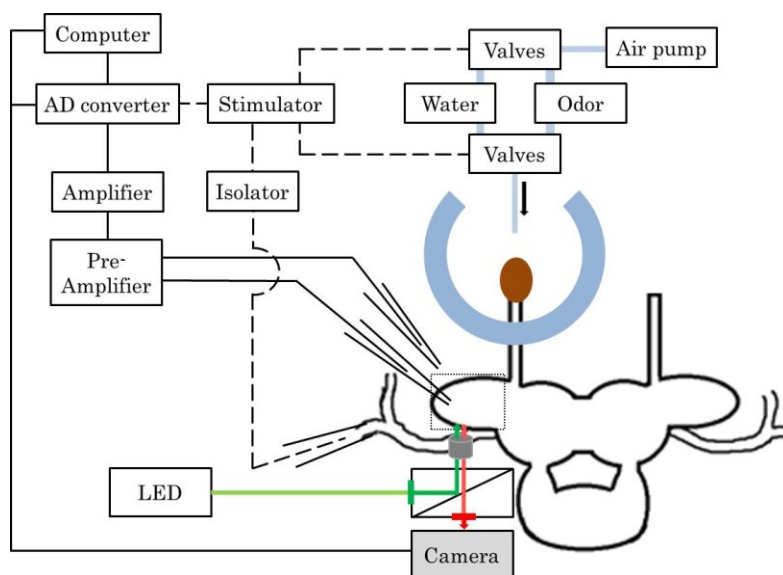 Computer
Valves
Air pump
AD converter
Stimulator
Water
Odor
Valves
Amplifier
Isolator
Pre-
Amplifier
LED
Camera